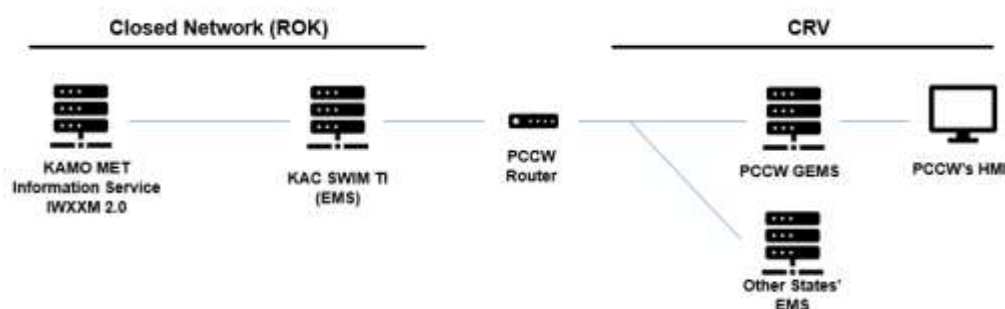 Closed Network (ROK)
CRV
KAMO MET
Information Service
IWXXM 2.0
KAC SWIM TI
(EMS)
PCCW
Router
PCCW GEMS
PCCW's HMI
Other States'
EMS